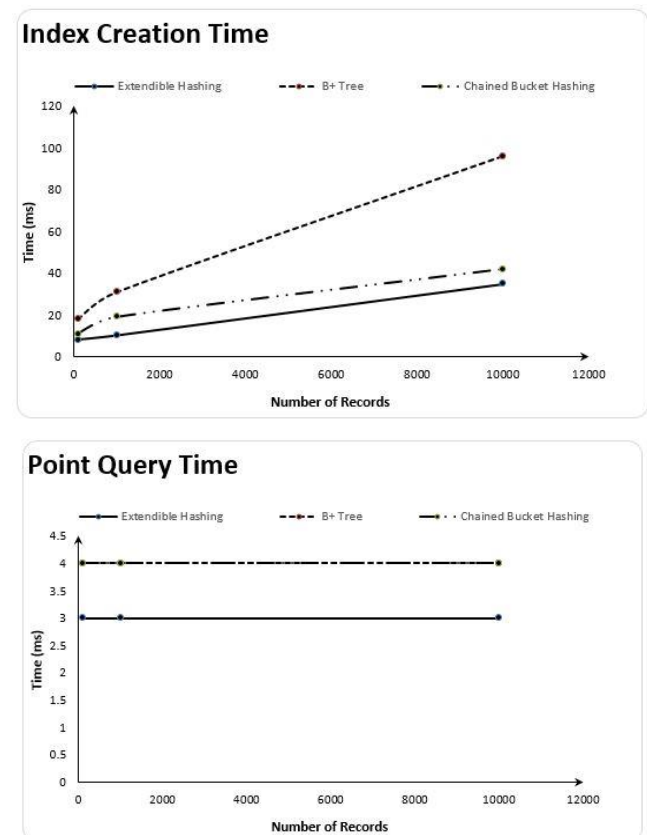 Index Creation Time
Extendible Hashing B+ Tree Chained Bucket Hashing
120
100
80
60
40
20
0
Time (ms)
0 2000 4000 6000 8000 10000 12000
Number of Records
Point Query Time
Extendible Hashing B+ Tree Chained Bucket Hashing
4.5
4
3.5
3
2.5
2
1.5
1
0.5
0
Time (ms)
0 2000 4000 6000 8000 10000 12000
Number of Records